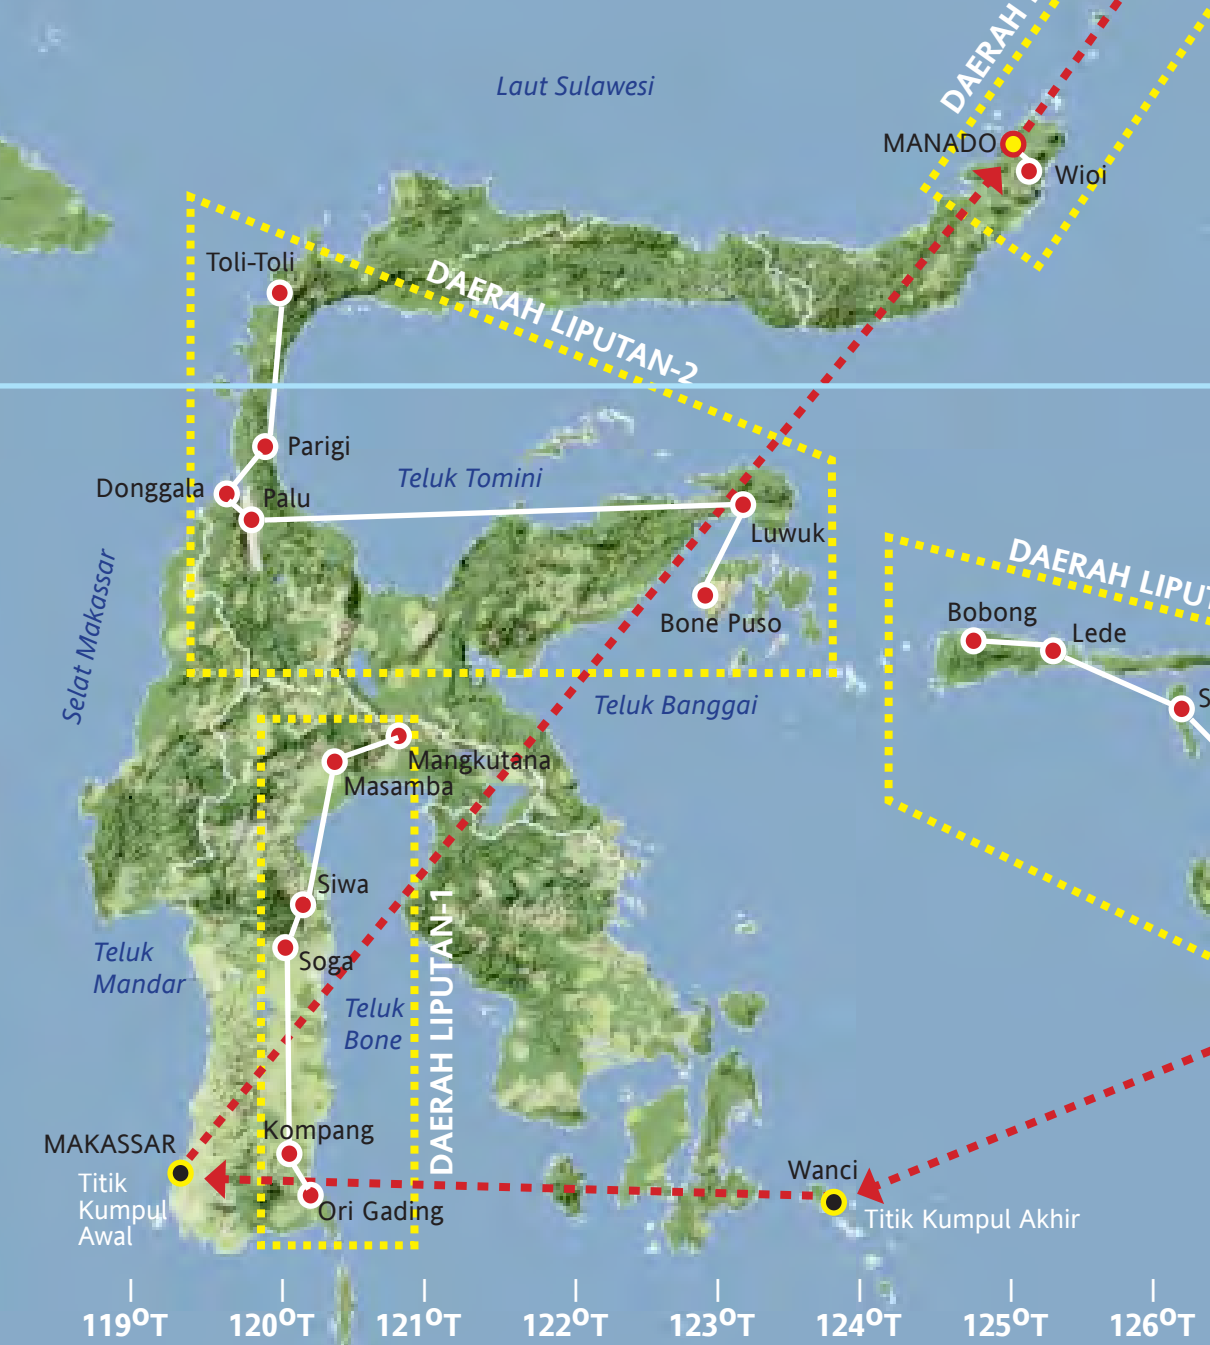 DAERAH
Laut Sulawesi
MANADO
Wioi
Toli-Toli
DAERAH LIPUTAN-2
Parigi
Teluk Tomini
Donggala
Palu
Luwuk
DAERAH LIPUT
Selat Makassar
Bone Puso
Bobong
Lede
Teluk Banggai
S
Mangkutana
Masamba
Siwa
DAERAH LIPUTAN-1
Teluk
Mandar
Soga
Teluk
Bone
Kompang
MAKASSAR
Titik
Kumpul
Awal
Wanci
Ori Gading
Titik Kumpul Akhir
119°T 120°T 121°T 122°T 123°T 124°T 125°T 126°T